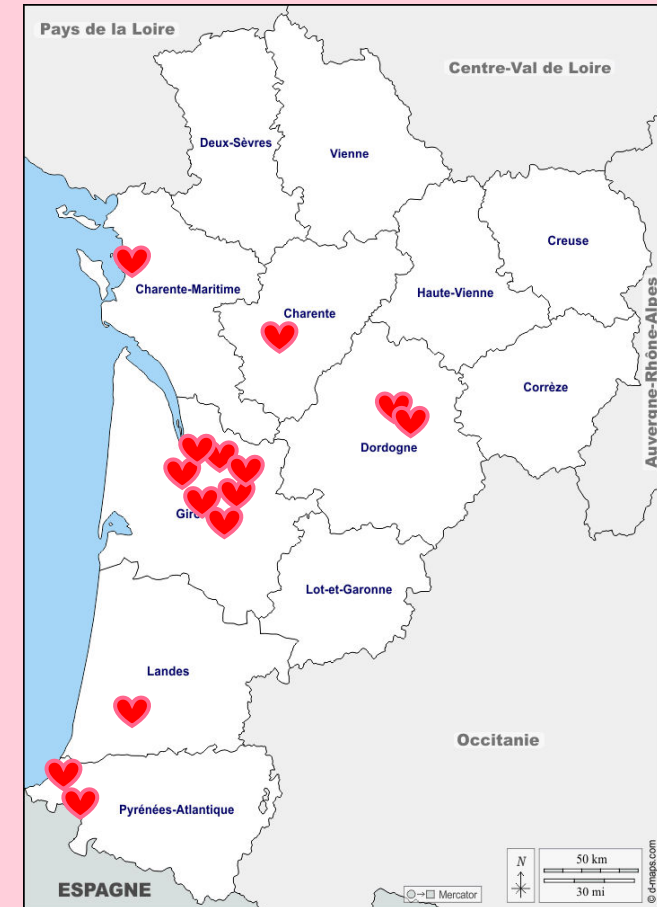 Pays de la Loire
Centre-Val de Loire
Deux-Sèvres
Vienne
Creuse
Charente-Maritime
Haute-Vienne
Charente
Auvergne-Rhône-Alpes
Corrèze
Dordogne
Lot-et-Garonne
Landes
Occitanie
Pyrénées-Atlantique
ESPAGNE
Mercator
N
50 km
30 mi
© d-maps.com